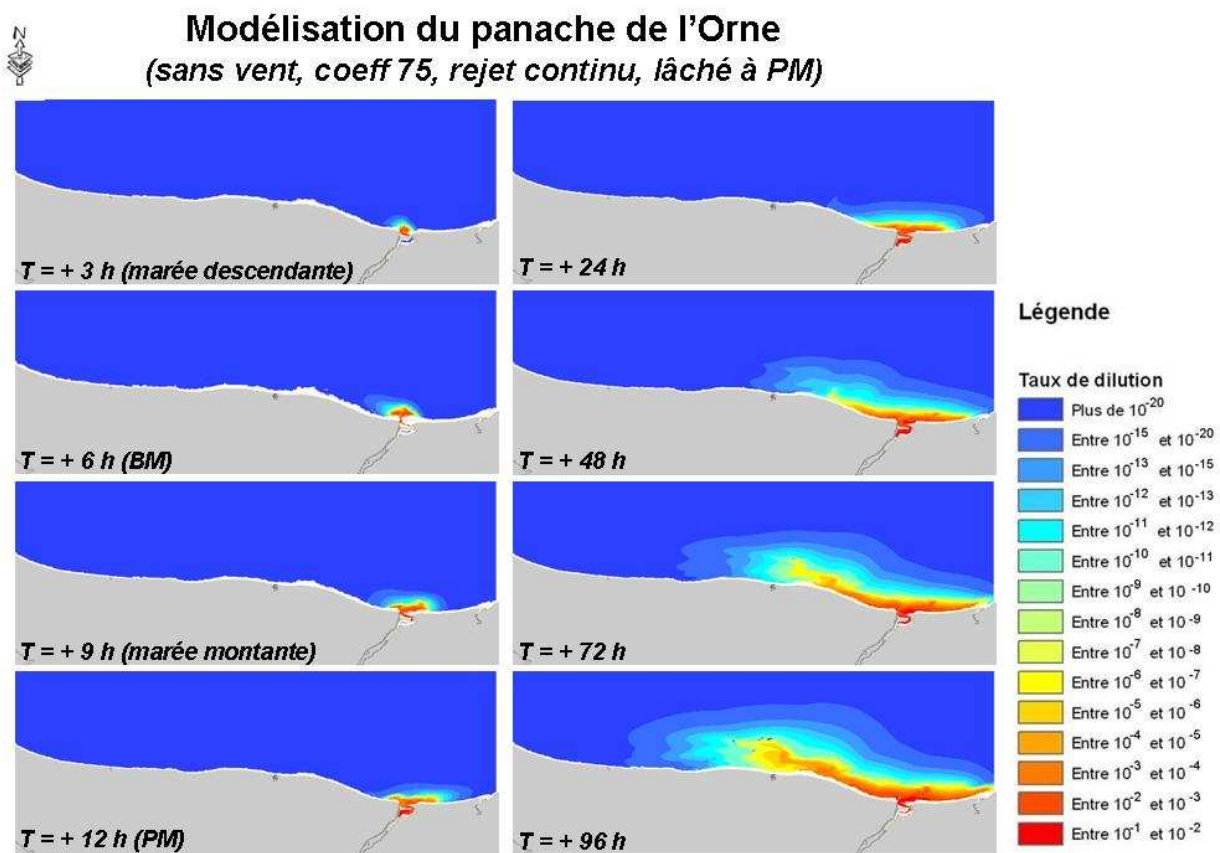 N
Modélisation du panache de l'Orne
(sans vent, coeff 75, rejet continu, lâché à PM)
T = + 3 h (marée descendante)
T = + 24 h
T = + 6 h (BM)
T = + 48 h
T = + 9 h (marée montante)
T = + 72 h
T = + 12 h (PM)
T = + 96 h
Légende
Taux de dilution
Plus de 10^-20
Entre 10^-15 et 10^-20
Entre 10^-13 et 10^-15
Entre 10^-12 et 10^-13
Entre 10^-11 et 10^-12
Entre 10^-10 et 10^-11
Entre 10^-9 et 10^-10
Entre 10^-8 et 10^-9
Entre 10^-7 et 10^-8
Entre 10^-6 et 10^-7
Entre 10^-5 et 10^-6
Entre 10^-4 et 10^-5
Entre 10^-3 et 10^-4
Entre 10^-2 et 10^-3
Entre 10^-1 et 10^-2